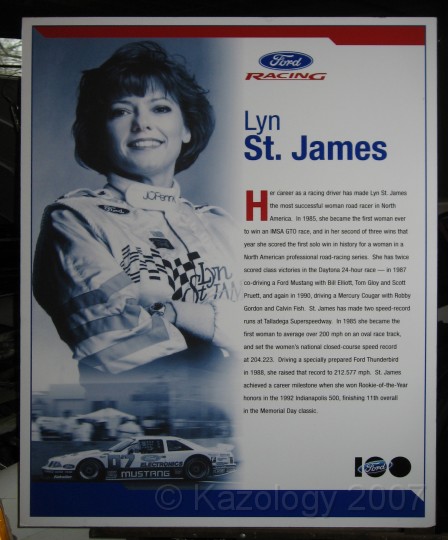 Ford
RACING
Lyn
St. James
Her career as a racing driver has made Lyn St. James
the most successful woman road racer in North
America. In 1985, she became the first woman ever
to win an IMSA GTO race, and in her second of three wins that
year she scored the first solo win in history for a woman in a
North American professional road-racing series. She has twice
scored class victories in the Daytona 24-hour race — in 1987
co-driving a Ford Mustang with Bill Elliott, Tom Gloy and Scott
Pruett, and again in 1990, driving a Mercury Cougar with Robby
Gordon and Calvin Fish. St. James has made two speed-record
runs at Talladega Superspeedway. In 1985 she became the
first woman to average over 200 mph on an oval race track,
and set the women's national closed-course speed record
at 204.223. Driving a specially prepared Ford Thunderbird
in 1988, she raised that record to 212.577 mph. St. James
achieved a career milestone when she won Rookie-of-the-Year
honors in the 1992 Indianapolis 500, finishing 11th overall
in the Memorial Day classic.
JCPenney
Ford
Lyn
St. JAMES
Ford
ELECTRONICS
MUSTANG
100
Ford
© Kazology 2007